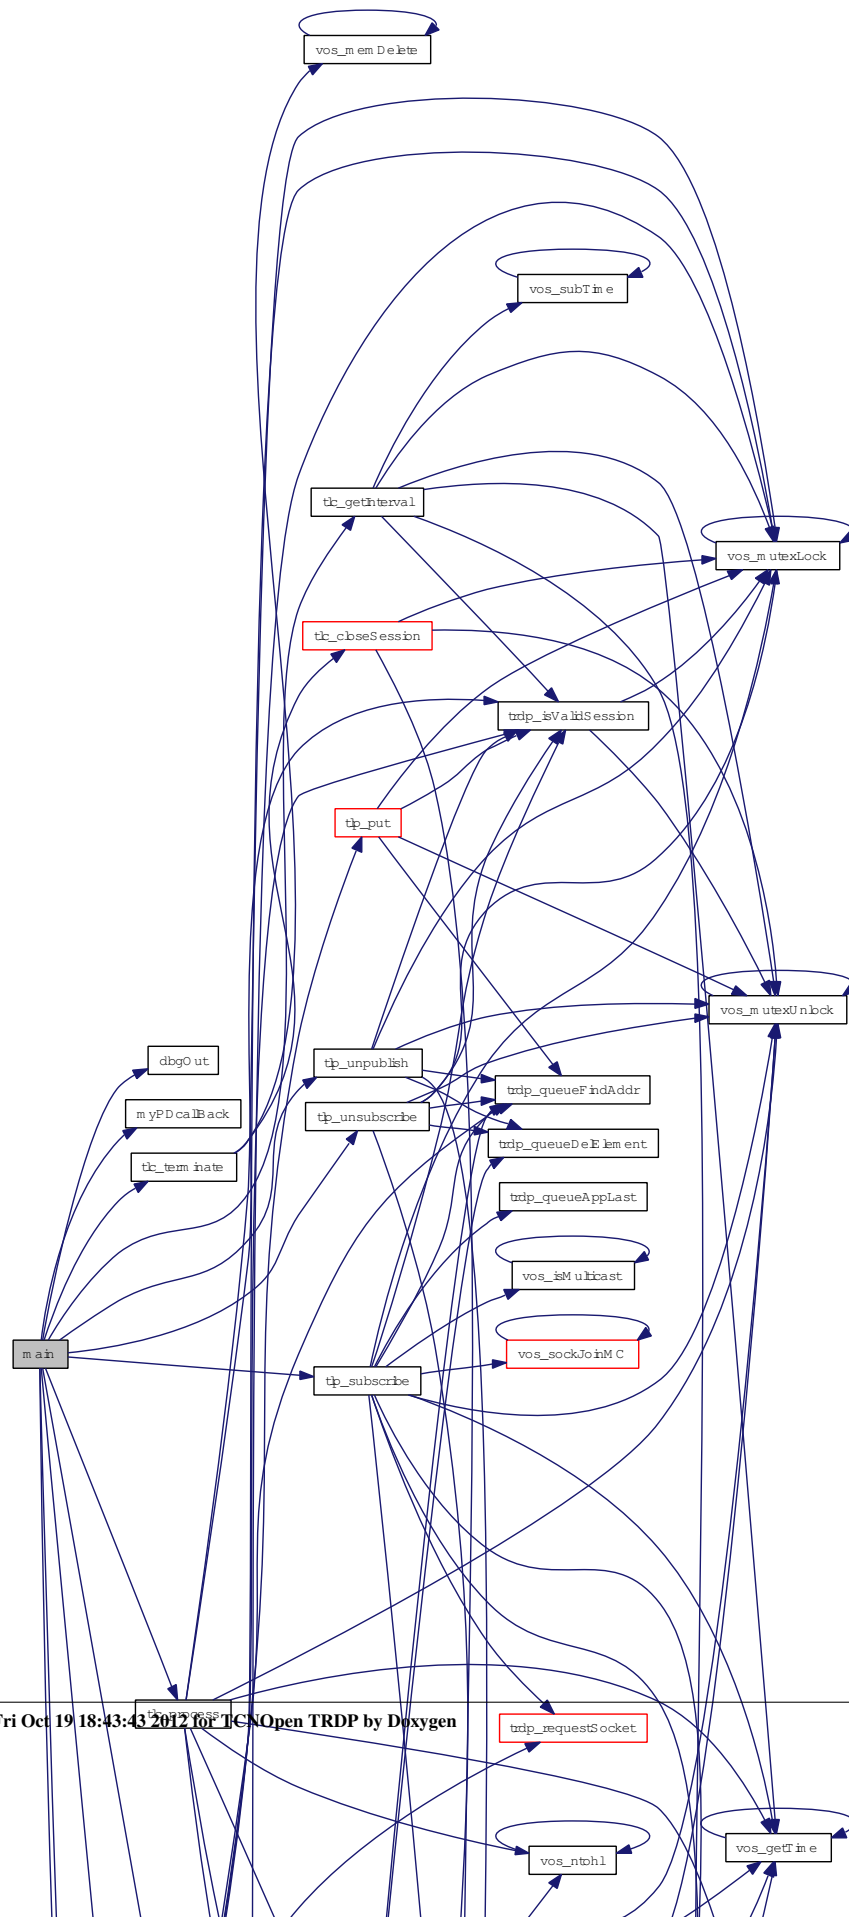 vos_memDelete
vos_subTime
tlc_getInterval
vos_mutexLock
tlc_closeSession
trdp_isValidSession
tlp_put
vos_mutexUnlock
dbgOut
tlp_unpublish
trdp_queueFindAddr
myPDcallBack
tlp_unsubscribe
trdp_queueDelElement
tlc_terminate
trdp_queueAppLast
vos_isMulticast
main
vos_sockJoinMC
tlp_subscribe
tlc_process
Fri Oct 19 18:43:43 2012 for TCNOpen TRDP by Doxygen
trdp_requestSocket
vos_getTime
vos_ntohl